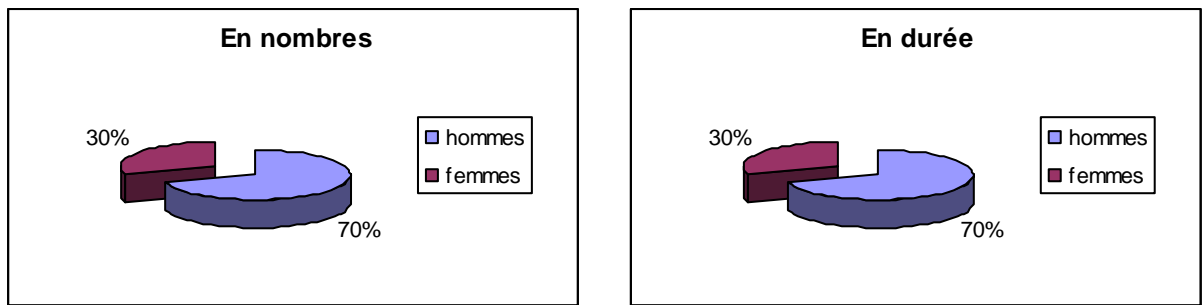 En nombres
30%
70%
hommes
femmes
En durée
30%
70%
hommes
femmes